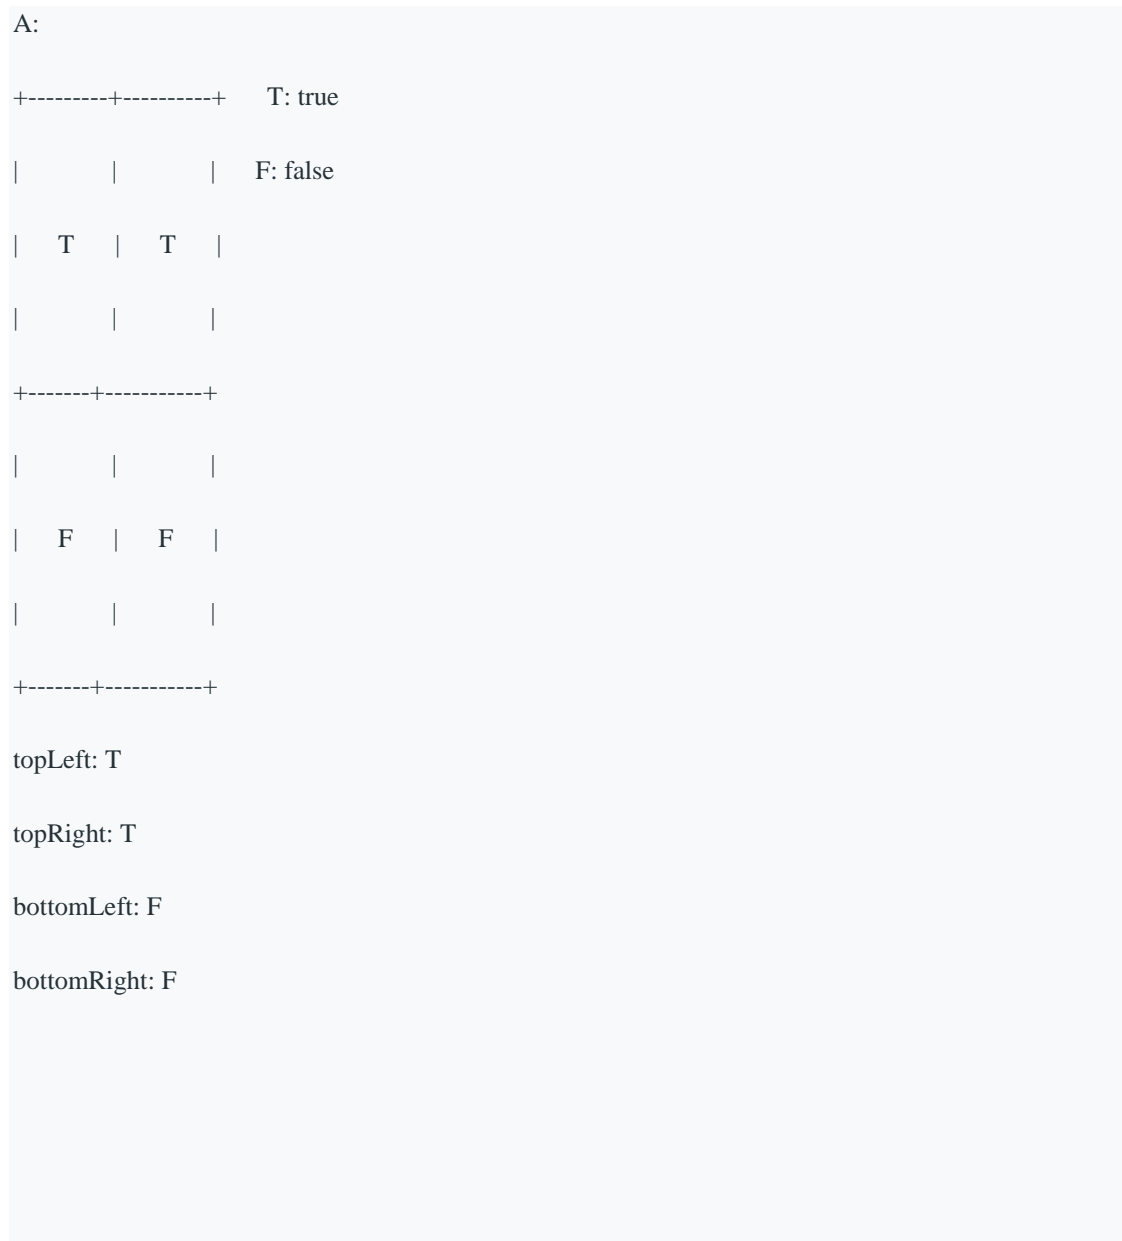 A:
+---------+----------+ T: true
| | | F: false
| T | T |
| | |
+-------+-----------+
| | |
| F | F |
| | |
+-------+-----------+
topLeft: T
topRight: T
bottomLeft: F
bottomRight: F